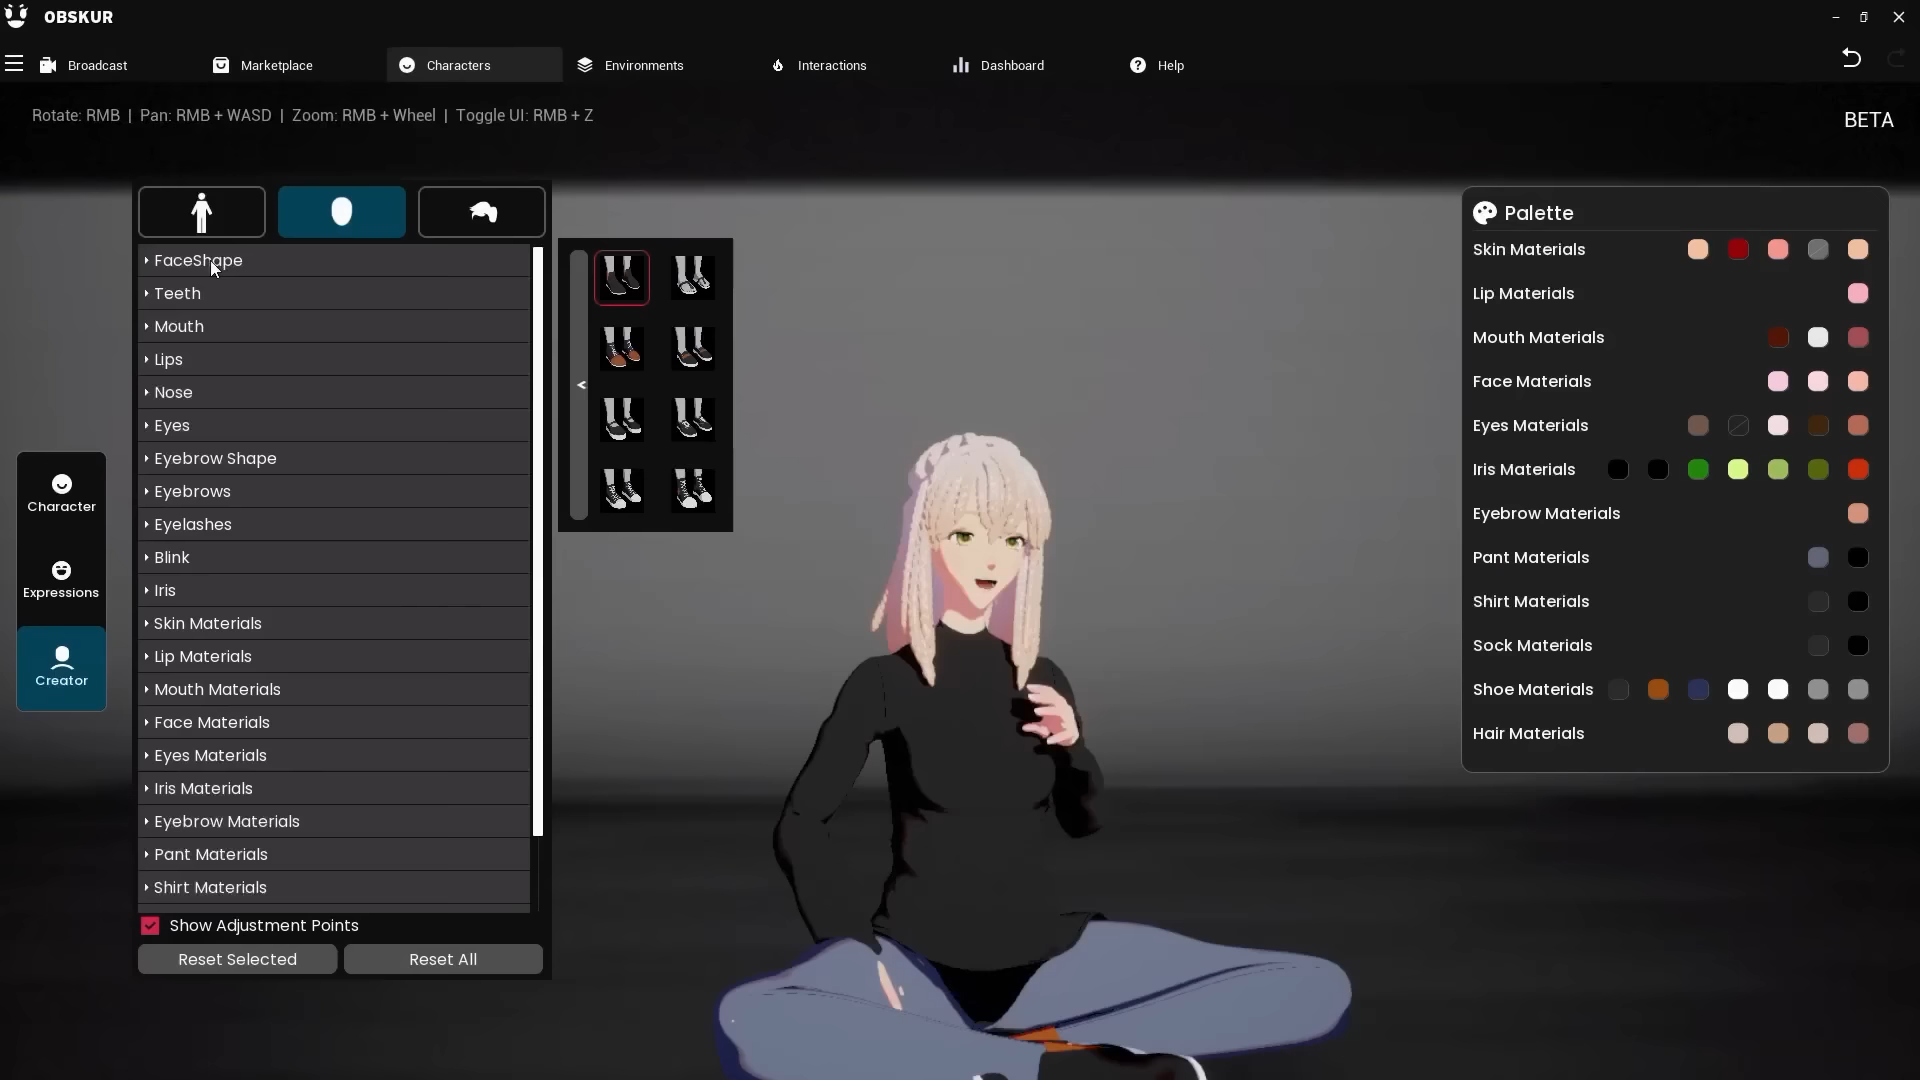 OBSKUR
Broadcast
Marketplace
Characters
Environments
Interactions
Dashboard
Help
Rotate: RMB | Pan: RMB + WASD | Zoom: RMB + Wheel | Toggle UI: RMB + Z
BETA
FaceShape
Teeth
Mouth
Lips
Nose
Eyes
Eyebrow Shape
Eyebrows
Eyelashes
Blink
Iris
Skin Materials
Lip Materials
Mouth Materials
Face Materials
Eyes Materials
Iris Materials
Eyebrow Materials
Pant Materials
Shirt Materials
Show Adjustment Points
Reset Selected
Reset All
<
Character
Expressions
Creator
Palette
Skin Materials
Lip Materials
Mouth Materials
Face Materials
Eyes Materials
Iris Materials
Eyebrow Materials
Pant Materials
Shirt Materials
Sock Materials
Shoe Materials
Hair Materials